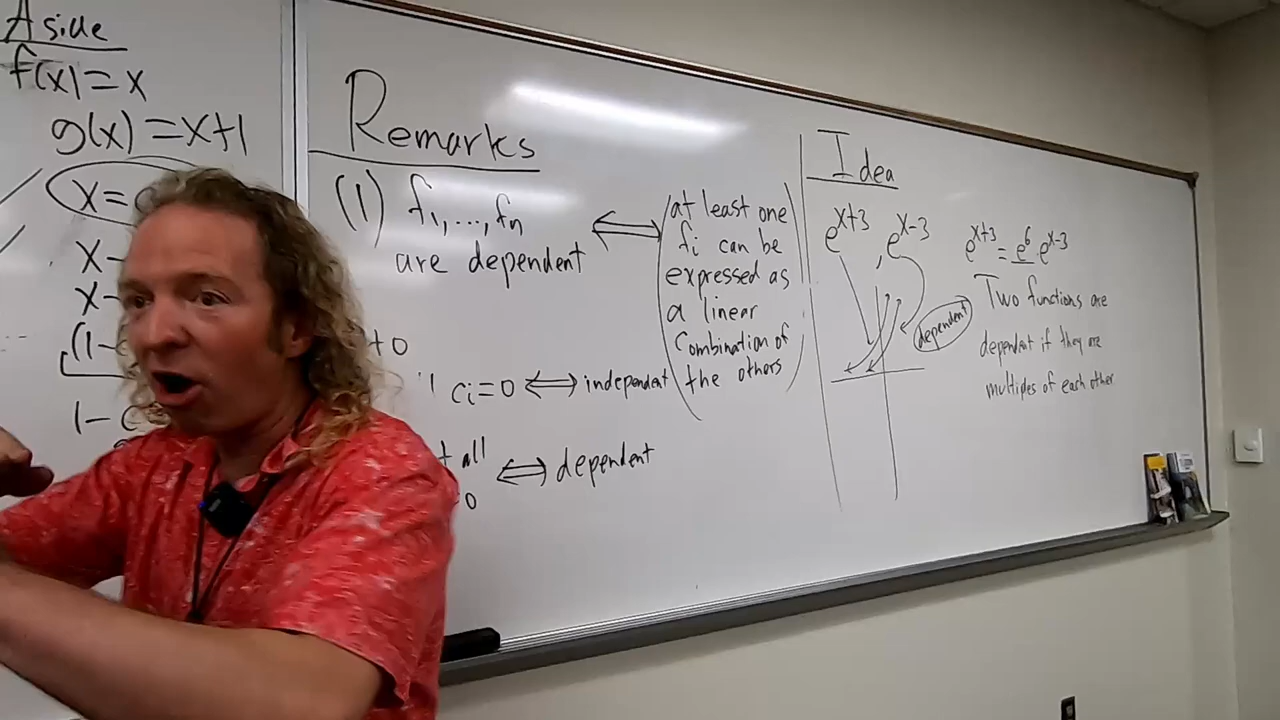 Aside
f(x)=x
g(x)=x+1
x=
x-
x-
(1-c
1-c
Remarks
(1) f₁,...,fₙ
are dependent
⟺
at least one
fᵢ can be
expressed as
a linear
combination of
the others
cᵢ=0 ⟺ independent
all ⟺ dependent
Idea
eˣ⁺³, eˣ⁻³
dependent
eˣ⁺³ = e⁶·eˣ⁻³
Two functions are
dependent if they are
multiples of each other